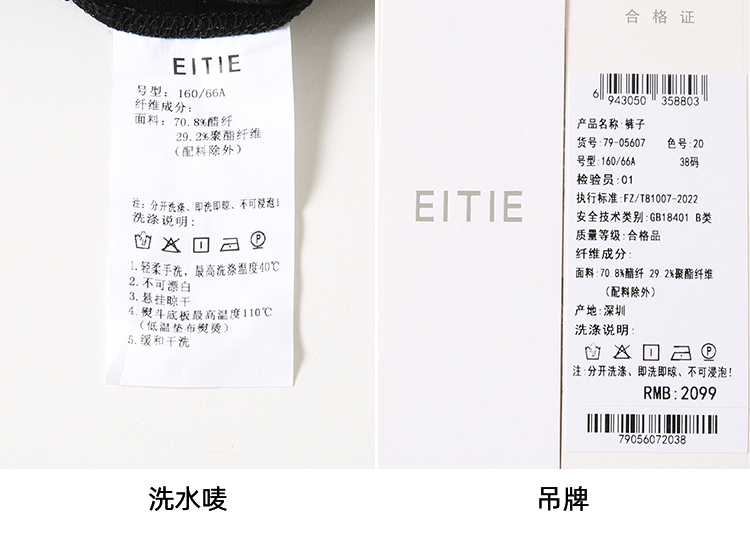 EITIE
号型：160/66A
纤维成分：
面料：70.8%醋纤
29.2%聚酯纤维
（配料除外）
注：分开洗涤、即洗即晾、不可浸泡！
洗涤说明：
1.轻柔手洗，最高洗涤温度40℃
2.不可漂白
3.悬挂晾干
4.熨斗底板最高温度110℃
（低温垫布熨烫）
5.缓和干洗
洗水唛
EITIE
合格证
6 943050 358803
产品名称：裤子
货号：79-05607 色号：20
号型：160/66A 38码
检验员：01
执行标准：FZ/T81007-2022
安全技术类别：GB18401 B类
质量等级：合格品
纤维成分：
面料：70.8%醋纤 29.2%聚酯纤维
（配料除外）
产地：深圳
洗涤说明：
注：分开洗涤、即洗即晾、不可浸泡！
RMB：2099
79056072038
吊牌